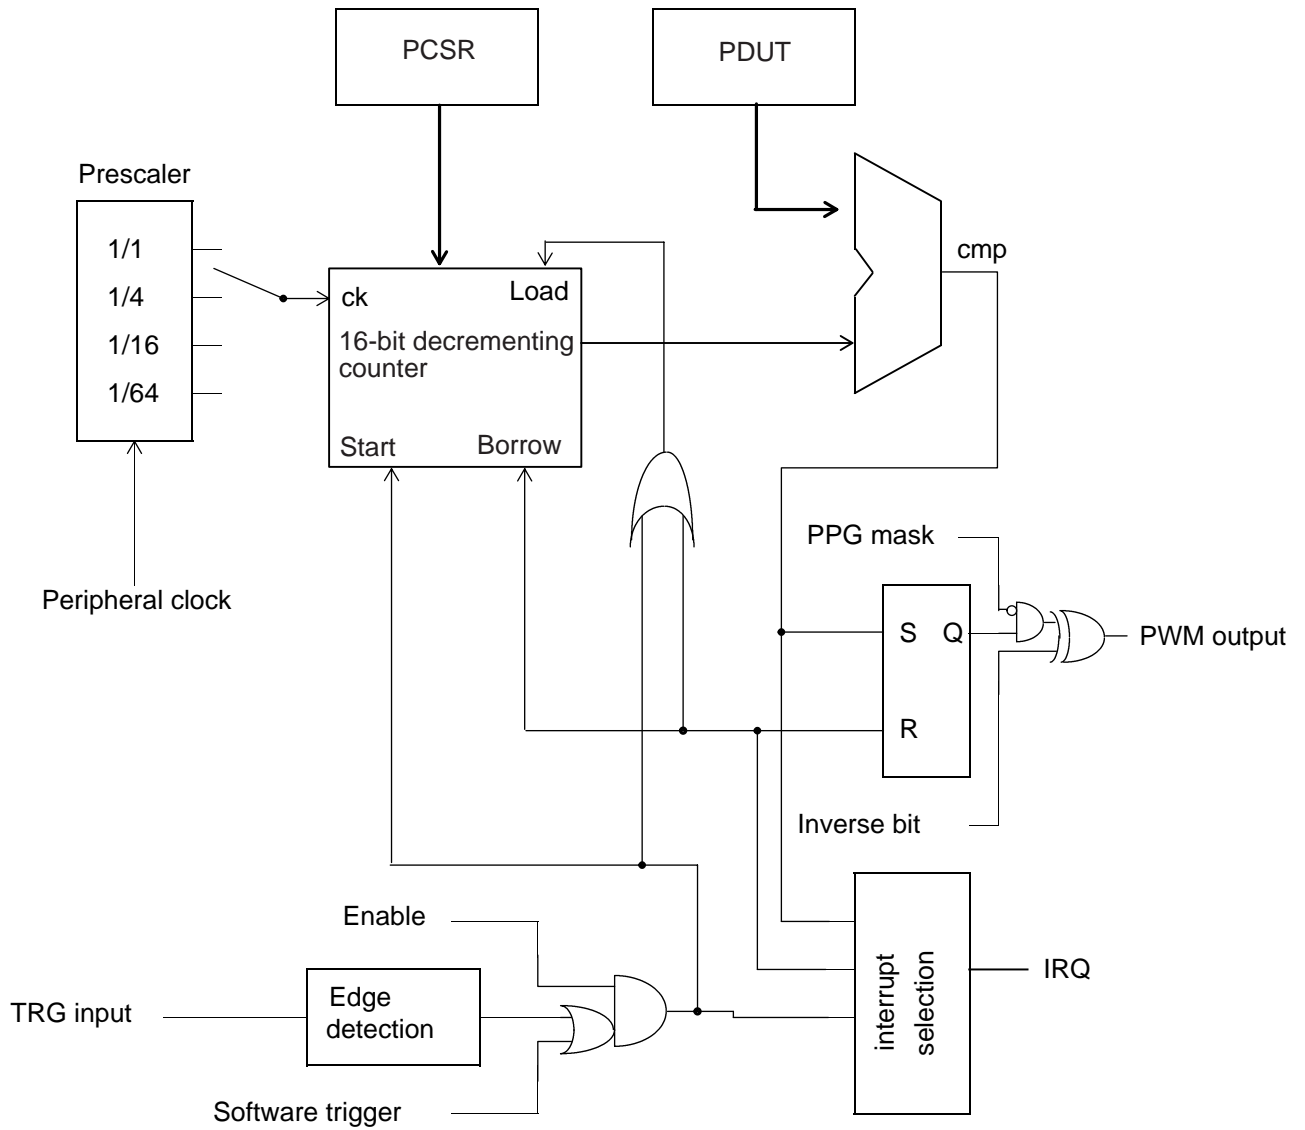 PCSR
PDUT
Prescaler
1/1
1/4
1/16
1/64
ck
Load
16-bit decrementing
counter
Start
Borrow
cmp
Peripheral clock
PPG mask
S
Q
R
PWM output
Inverse bit
Enable
TRG input
Edge
detection
Software trigger
interrupt
selection
IRQ